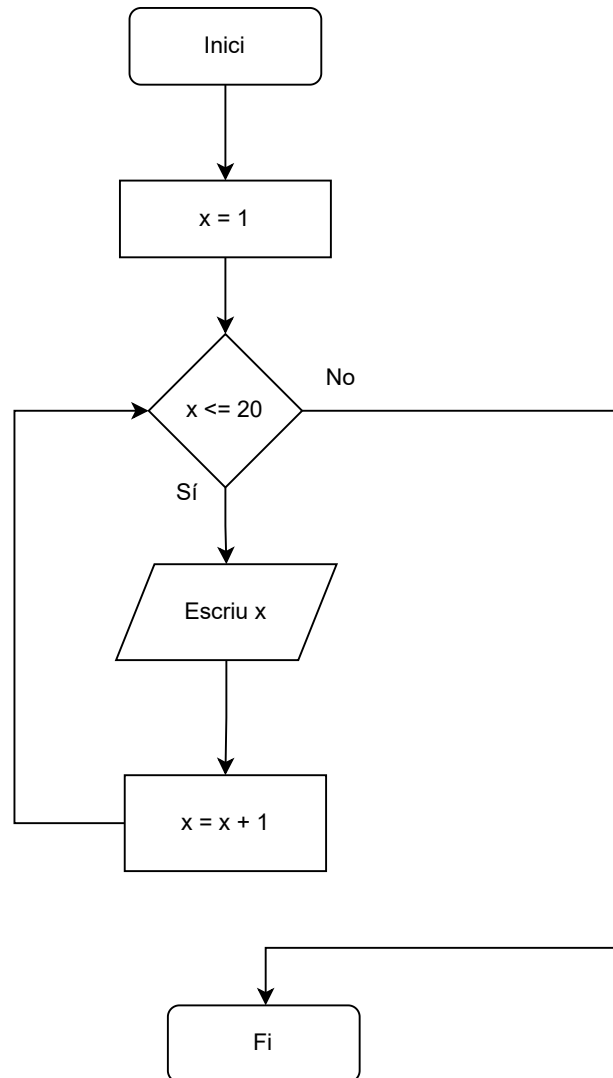 Inici
x = 1
x <= 20
No
Sí
Escriu x
x = x + 1
Fi